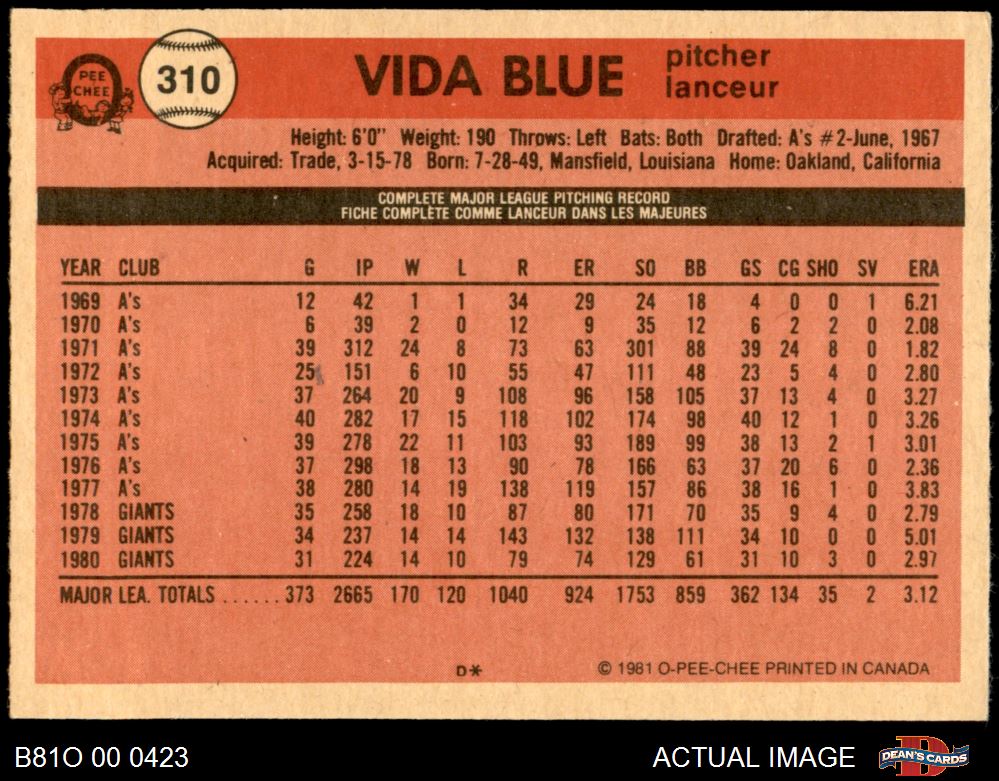 PEE
CHEE
310
VIDA BLUE
pitcher
lanceur
Height: 6'0" Weight: 190 Throws: Left Bats: Both Drafted: A's #2-June, 1967
Acquired: Trade, 3-15-78 Born: 7-28-49, Mansfield, Louisiana Home: Oakland, California
COMPLETE MAJOR LEAGUE PITCHING RECORD
FICHE COMPLÈTE COMME LANCEUR DANS LES MAJEURES
YEAR CLUB G IP W L R ER SO BB GS CG SHO SV ERA
1969 A's 12 42 1 1 34 29 24 18 4 0 0 1 6.21
1970 A's 6 39 2 0 12 9 35 12 6 2 2 0 2.08
1971 A's 39 312 24 8 73 63 301 88 39 24 8 0 1.82
1972 A's 25 151 6 10 55 47 111 48 23 5 4 0 2.80
1973 A's 37 264 20 9 108 96 158 105 37 13 4 0 3.27
1974 A's 40 282 17 15 118 102 174 98 40 12 1 0 3.26
1975 A's 39 278 22 11 103 93 189 99 38 13 2 1 3.01
1976 A's 37 298 18 13 90 78 166 63 37 20 6 0 2.36
1977 A's 38 280 14 19 138 119 157 86 38 16 1 0 3.83
1978 GIANTS 35 258 18 10 87 80 171 70 35 9 4 0 2.79
1979 GIANTS 34 237 14 14 143 132 138 111 34 10 0 0 5.01
1980 GIANTS 31 224 14 10 79 74 129 61 31 10 3 0 2.97
MAJOR LEA. TOTALS ...... 373 2665 170 120 1040 924 1753 859 362 134 35 2 3.12
D* © 1981 O-PEE-CHEE PRINTED IN CANADA
B81O 00 0423 ACTUAL IMAGE DEAN'S CARDS